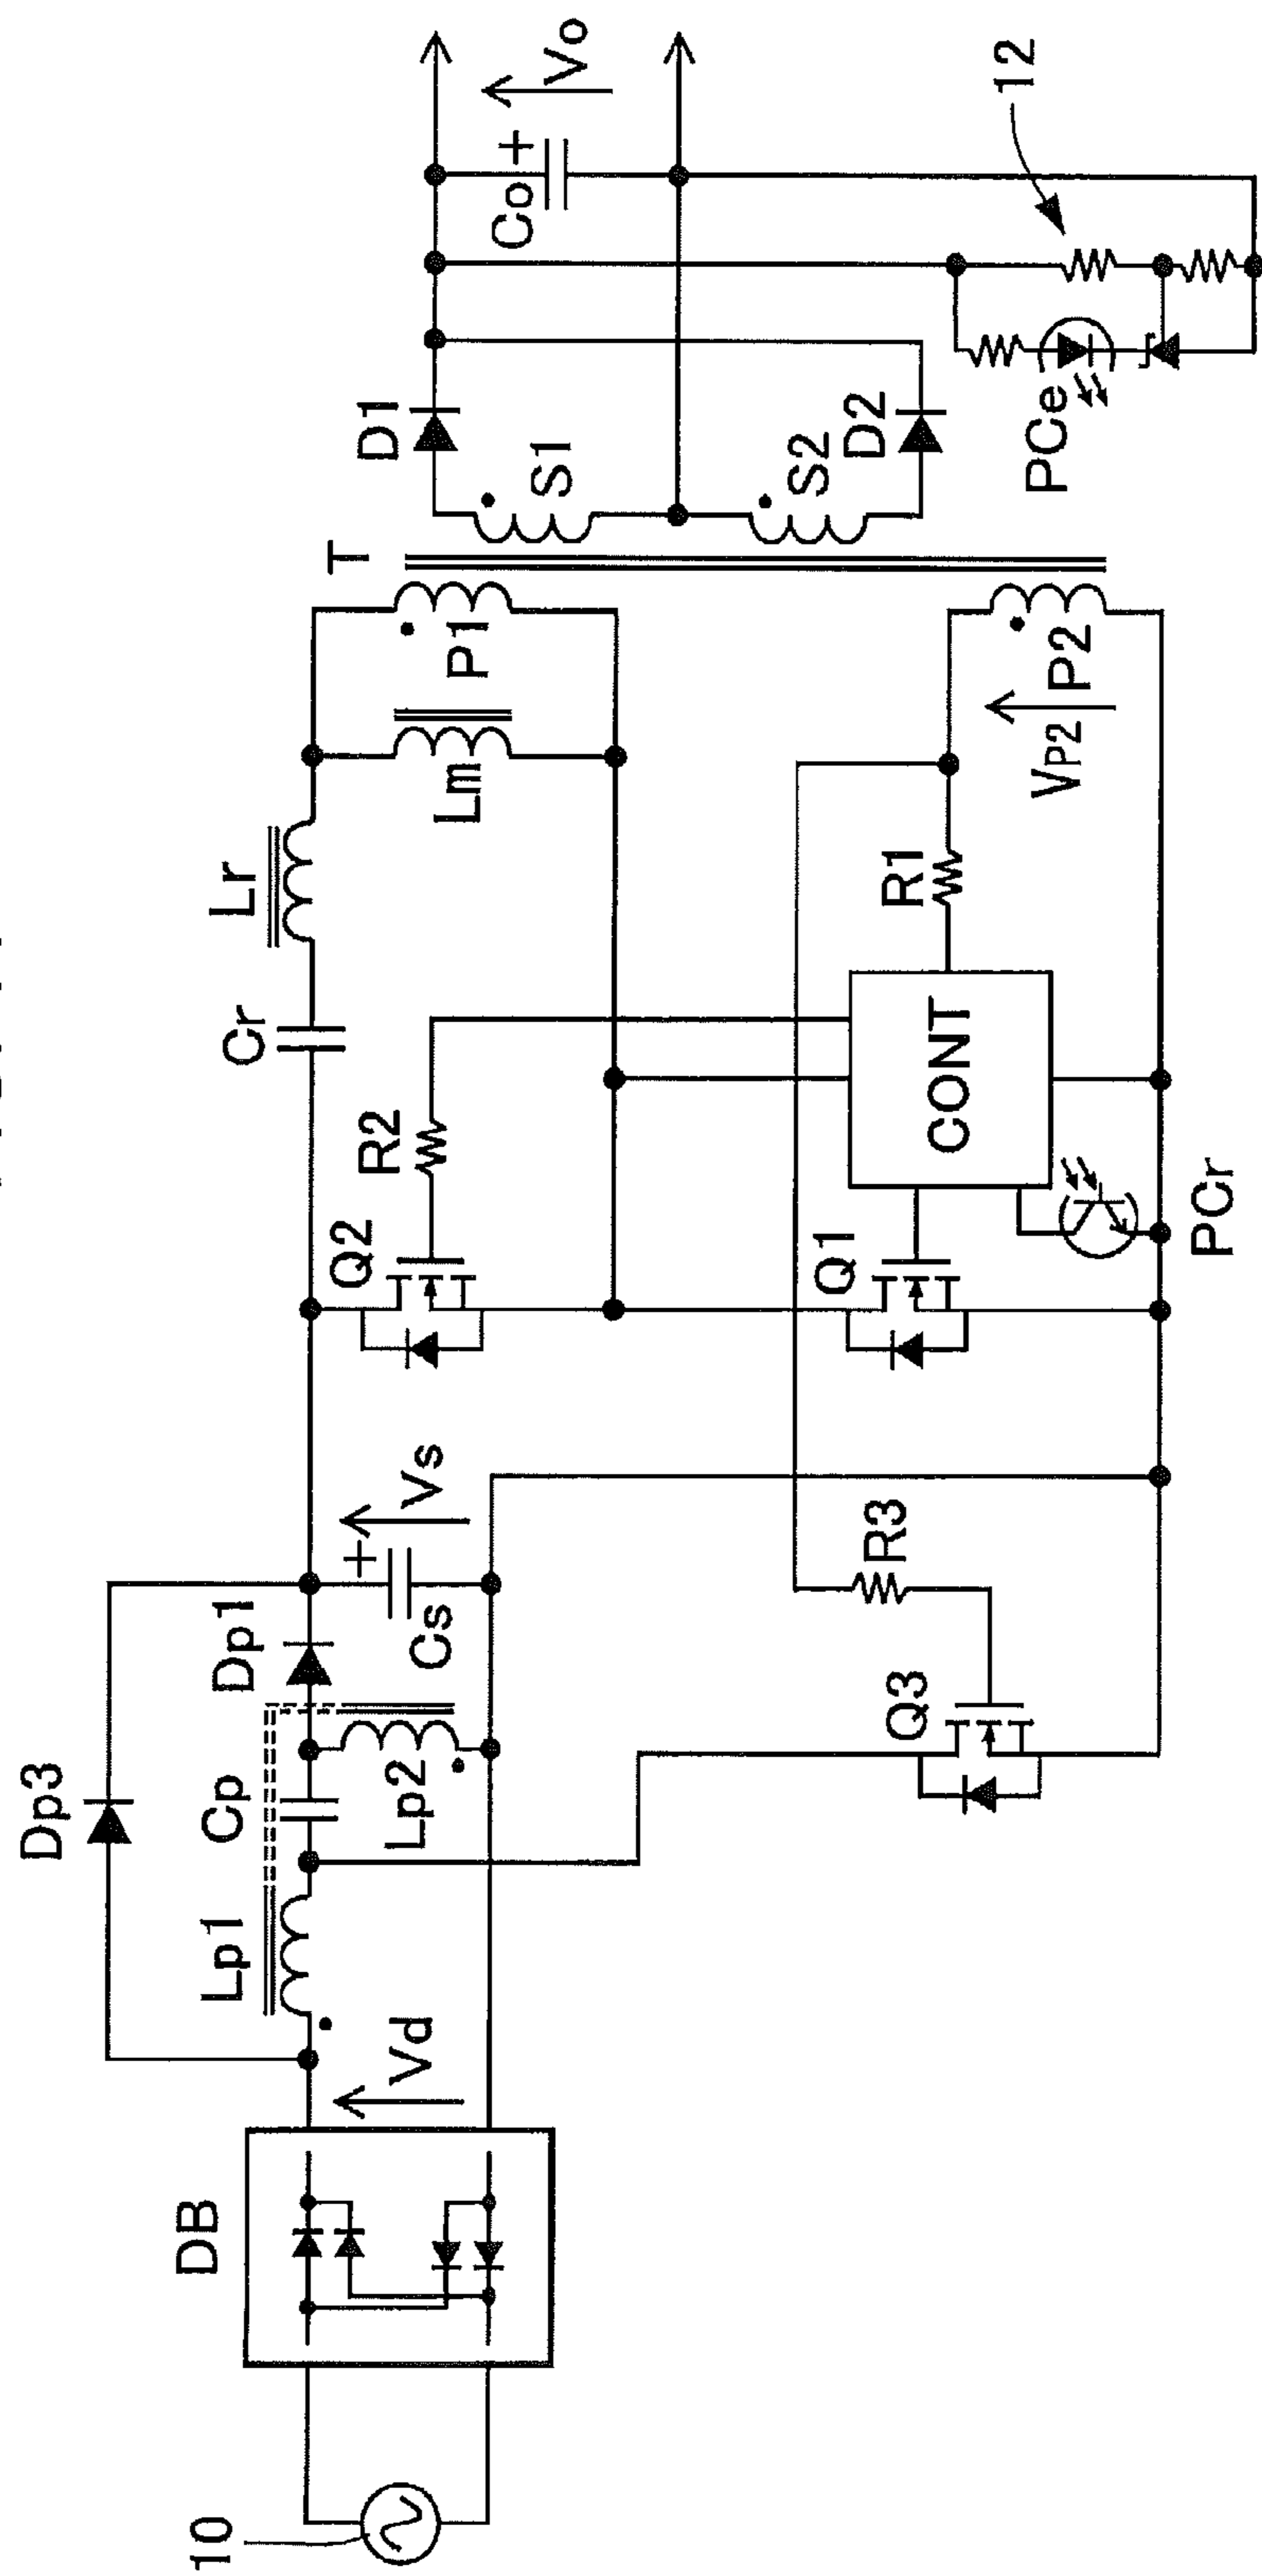 10
DB
Vd
Dp3
Lp1
Cp
Lp2
Dp1
Cs
+
Vs
Q3
R3
Q2
R2
Q1
PCr
CONT
R1
Cr
Lr
Lm
P1
T
VP2
P2
S1
S2
D1
D2
PCe
Co
+
Vo
12